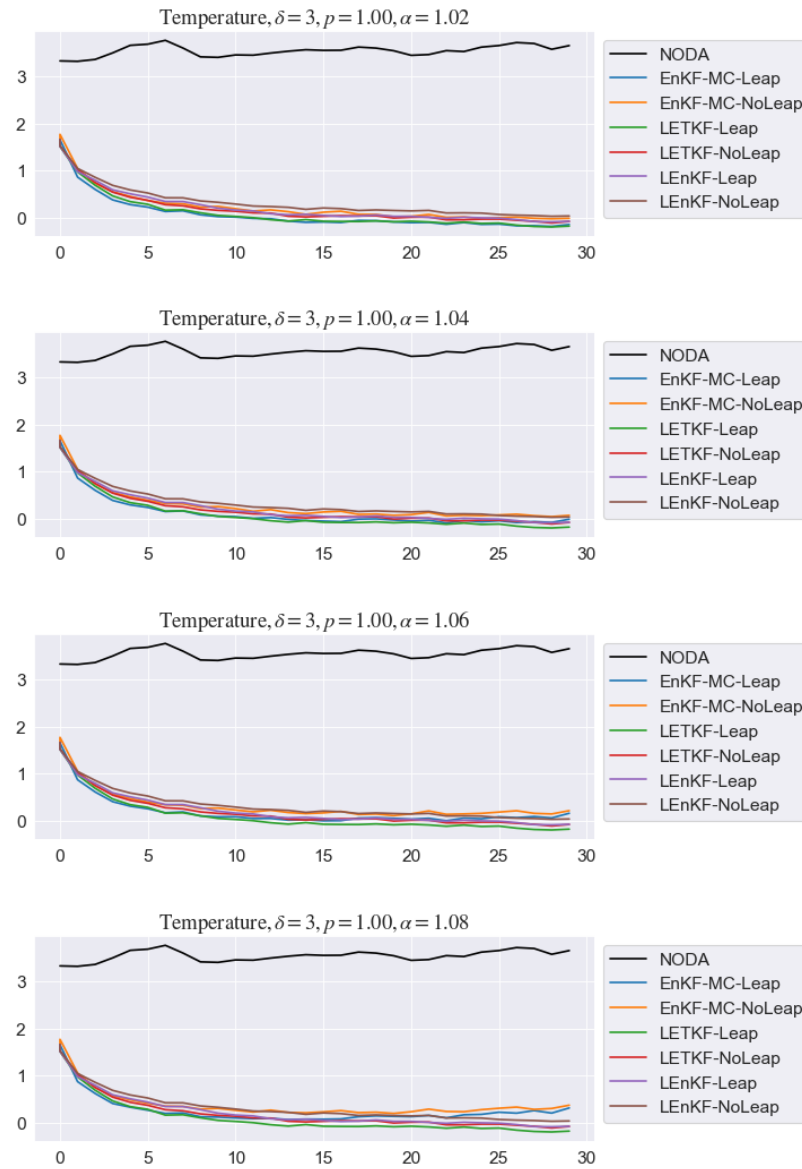 Temperature, δ = 3, p = 1.00, α = 1.02
3
2
1
0
0 5 10 15 20 25 30
NODA
EnKF-MC-Leap
EnKF-MC-NoLeap
LETKF-Leap
LETKF-NoLeap
LEnKF-Leap
LEnKF-NoLeap
Temperature, δ = 3, p = 1.00, α = 1.04
3
2
1
0
0 5 10 15 20 25 30
NODA
EnKF-MC-Leap
EnKF-MC-NoLeap
LETKF-Leap
LETKF-NoLeap
LEnKF-Leap
LEnKF-NoLeap
Temperature, δ = 3, p = 1.00, α = 1.06
3
2
1
0
0 5 10 15 20 25 30
NODA
EnKF-MC-Leap
EnKF-MC-NoLeap
LETKF-Leap
LETKF-NoLeap
LEnKF-Leap
LEnKF-NoLeap
Temperature, δ = 3, p = 1.00, α = 1.08
3
2
1
0
0 5 10 15 20 25 30
NODA
EnKF-MC-Leap
EnKF-MC-NoLeap
LETKF-Leap
LETKF-NoLeap
LEnKF-Leap
LEnKF-NoLeap